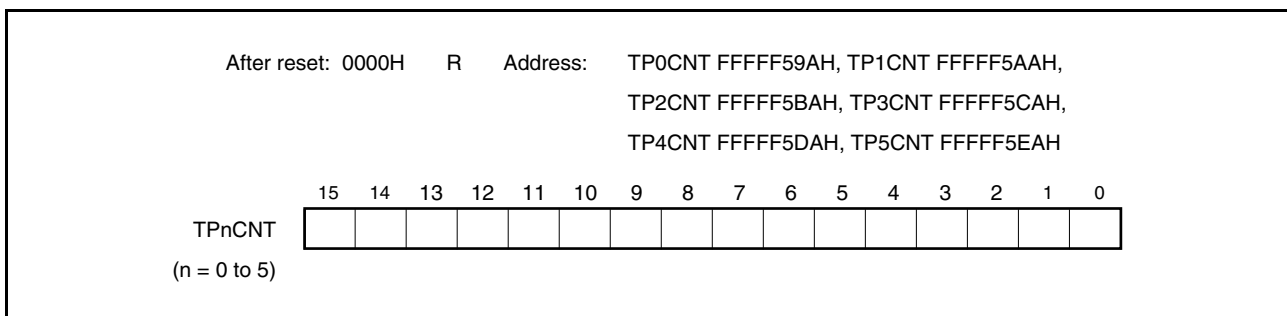 After reset: 0000H R Address: TP0CNT FFFFF59AH, TP1CNT FFFFF5AAH,
TP2CNT FFFFF5BAH, TP3CNT FFFFF5CAH,
TP4CNT FFFFF5DAH, TP5CNT FFFFF5EAH
15 14 13 12 11 10 9 8 7 6 5 4 3 2 1 0
TPnCNT
(n = 0 to 5)